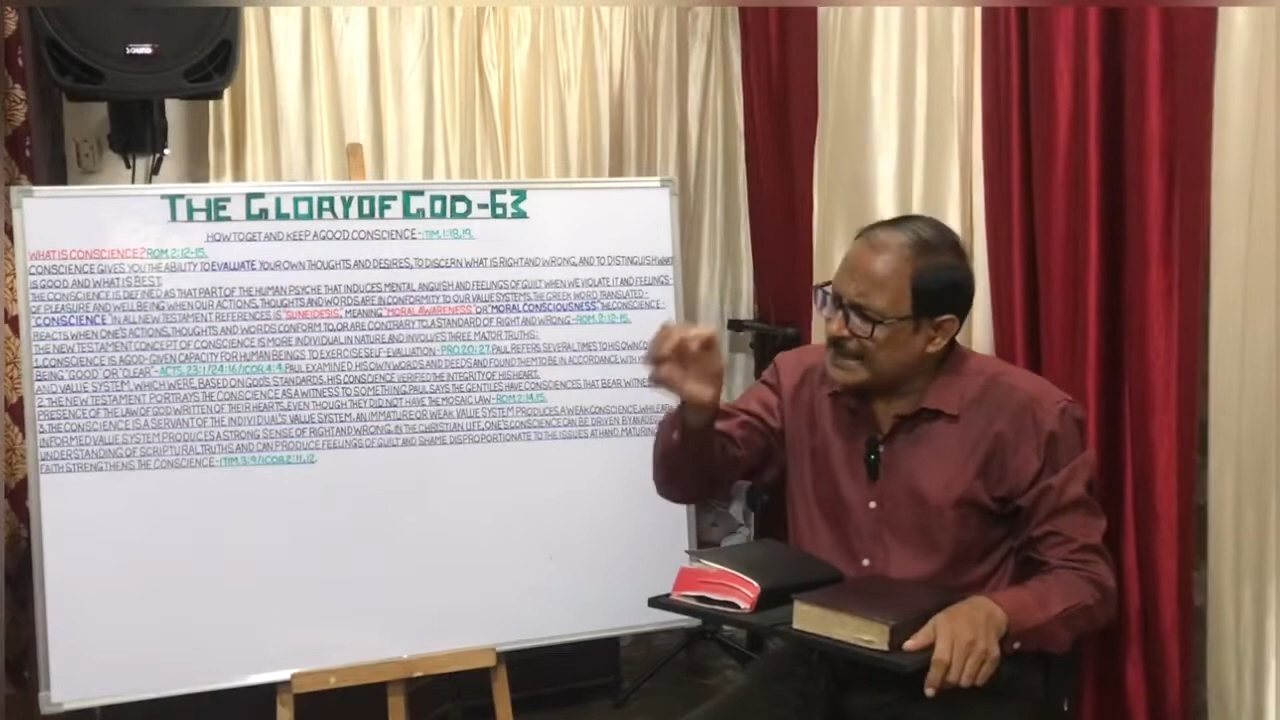 SOUND
THE GLORY OF GOD-63
HOW TO GET AND KEEP A GOOD CONSCIENCE-1TIM.1:18,19.
WHAT IS CONSCIENCE? ROM.2:12-15.
CONSCIENCE GIVES YOU THE ABILITY TO EVALUATE YOUR OWN THOUGHTS AND DESIRES, TO DISCERN WHAT IS RIGHT AND WRONG, AND TO DISTINGUISH WHAT
IS GOOD AND WHAT IS BEST.
THE CONSCIENCE IS DEFINED AS THAT PART OF THE HUMAN PSYCHE THAT INDUCES MENTAL ANGUISH AND FEELINGS OF GUILT WHEN WE VIOLATE IT AND FEELINGS-
OF PLEASURE AND WELL BEING WHEN OUR ACTIONS, THOUGHTS AND WORDS ARE IN CONFORMITY TO OUR VALUE SYSTEMS. THE GREEK WORD TRANSLATED-
"CONSCIENCE" IN ALL NEW TESTAMENT REFERENCES IS "SUNEIDESIS, MEANING "MORAL AWARENESS" OR "MORAL CONSCIOUSNESS". THE CONSCIENCE-
REACTS WHEN ONE'S ACTIONS, THOUGHTS AND WORDS CONFORM TO, OR ARE CONTRARY TO A STANDARD OF RIGHT AND WRONG-ROM.2:12-15.
THE NEW TESTAMENT CONCEPT OF CONSCIENCE IS MORE INDIVIDUAL IN NATURE AND INVOLVES THREE MAJOR TRUTHS:
1. CONSCIENCE IS A GOD-GIVEN CAPACITY FOR HUMAN BEINGS TO EXERCISE SELF-EVALUATION-PRO.20:27. PAUL REFERS SEVERAL TIMES TO HIS OWN
BEING "GOOD" OR "CLEAR"-ACTS.23:1/24:16/1COR.4:4. PAUL EXAMINED HIS OWN WORDS AND DEEDS AND FOUND THEM TO BE IN ACCORDANCE WITH
VALUE SYSTEM, WHICH WERE, BASED ON GOD'S STANDARDS. HIS CONSCIENCE VERIFIED THE INTEGRITY OF HIS HEART.
2. THE NEW TESTAMENT PORTRAYS THE CONSCIENCE AS A WITNESS TO SOMETHING. PAUL SAYS THE GENTILES HAVE CONSCIENCES THAT BEAR
PRESENCE OF THE LAW OF GOD WRITTEN OF THEIR HEARTS, EVEN THOUGH THEY DID NOT HAVE THE MOSAIC LAW-ROM.2:14,15.
3. THE CONSCIENCE IS A SERVANT OF THE INDIVIDUAL'S VALUE SYSTEM. AN IMMATURE OR WEAK VALUE SYSTEM PRODUCES A WEAK CONSCIENCE, WHILE
INFORMED VALUE SYSTEM PRODUCES A STRONG SENSE OF RIGHT AND WRONG. IN THE CHRISTIAN LIFE, ONE'S CONSCIENCE CAN BE DRIVEN BY
UNDERSTANDING OF SCRIPTURAL TRUTHS AND CAN PRODUCE FEELINGS OF GUILT AND SHAME DISPROPORTIONATE TO THE ISSUES AT HAND. MATURING
FAITH STRENGTHENS THE CONSCIENCE-1TIM.3:9/1COR.2:11,12.